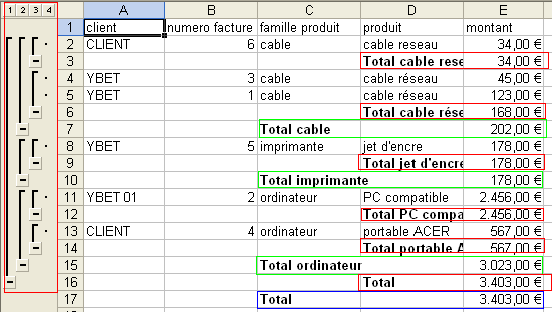 1 2 3 4 A B C D E
1 client numero facture famille produit produit montant
2 CLIENT 6 cable cable reseau 34,00 €
3 Total cable rese 34,00 €
4 YBET 3 cable cable réseau 45,00 €
5 YBET 1 cable cable réseau 123,00 €
6 Total cable rése 168,00 €
7 Total cable 202,00 €
8 YBET 5 imprimante jet d'encre 178,00 €
9 Total jet d'encre 178,00 €
10 Total imprimante 178,00 €
11 YBET 01 2 ordinateur PC compatible 2.456,00 €
12 Total PC compa 2.456,00 €
13 CLIENT 4 ordinateur portable ACER 567,00 €
14 Total portable A 567,00 €
15 Total ordinateur 3.023,00 €
16 Total 3.403,00 €
17 Total 3.403,00 €